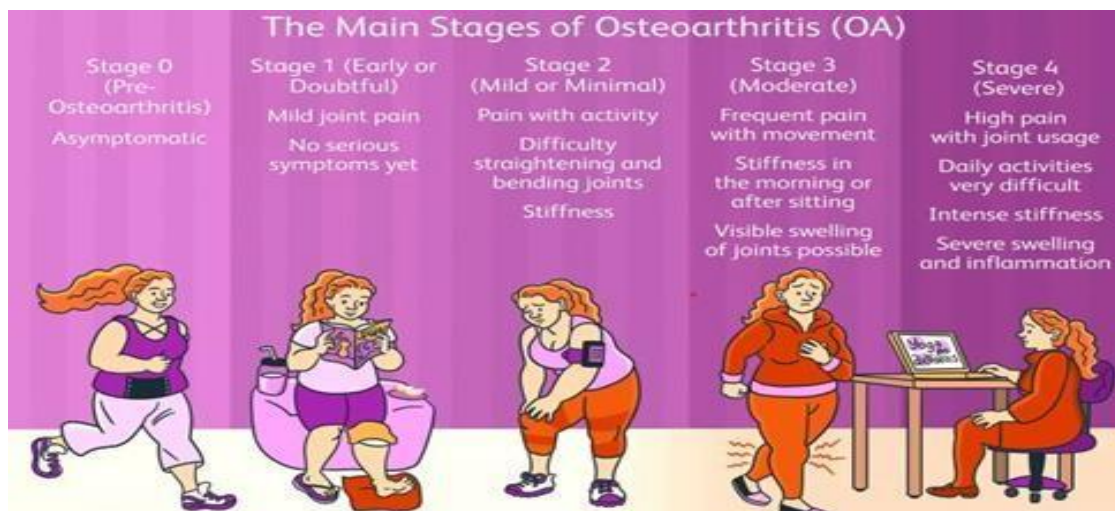 The Main Stages of Osteoarthritis (OA)
Stage 0
(Pre-
Osteoarthritis)
Asymptomatic
Stage 1 (Early or
Doubtful)
Mild joint pain
No serious
symptoms yet
Stage 2
(Mild or Minimal)
Pain with activity
Difficulty
straightening and
bending joints
Stiffness
Stage 3
(Moderate)
Frequent pain
with movement
Stiffness in
the morning or
after sitting
Visible swelling
of joints possible
Stage 4
(Severe)
High pain
with joint usage
Daily activities
very difficult
Intense stiffness
Severe swelling
and inflammation
Yoga